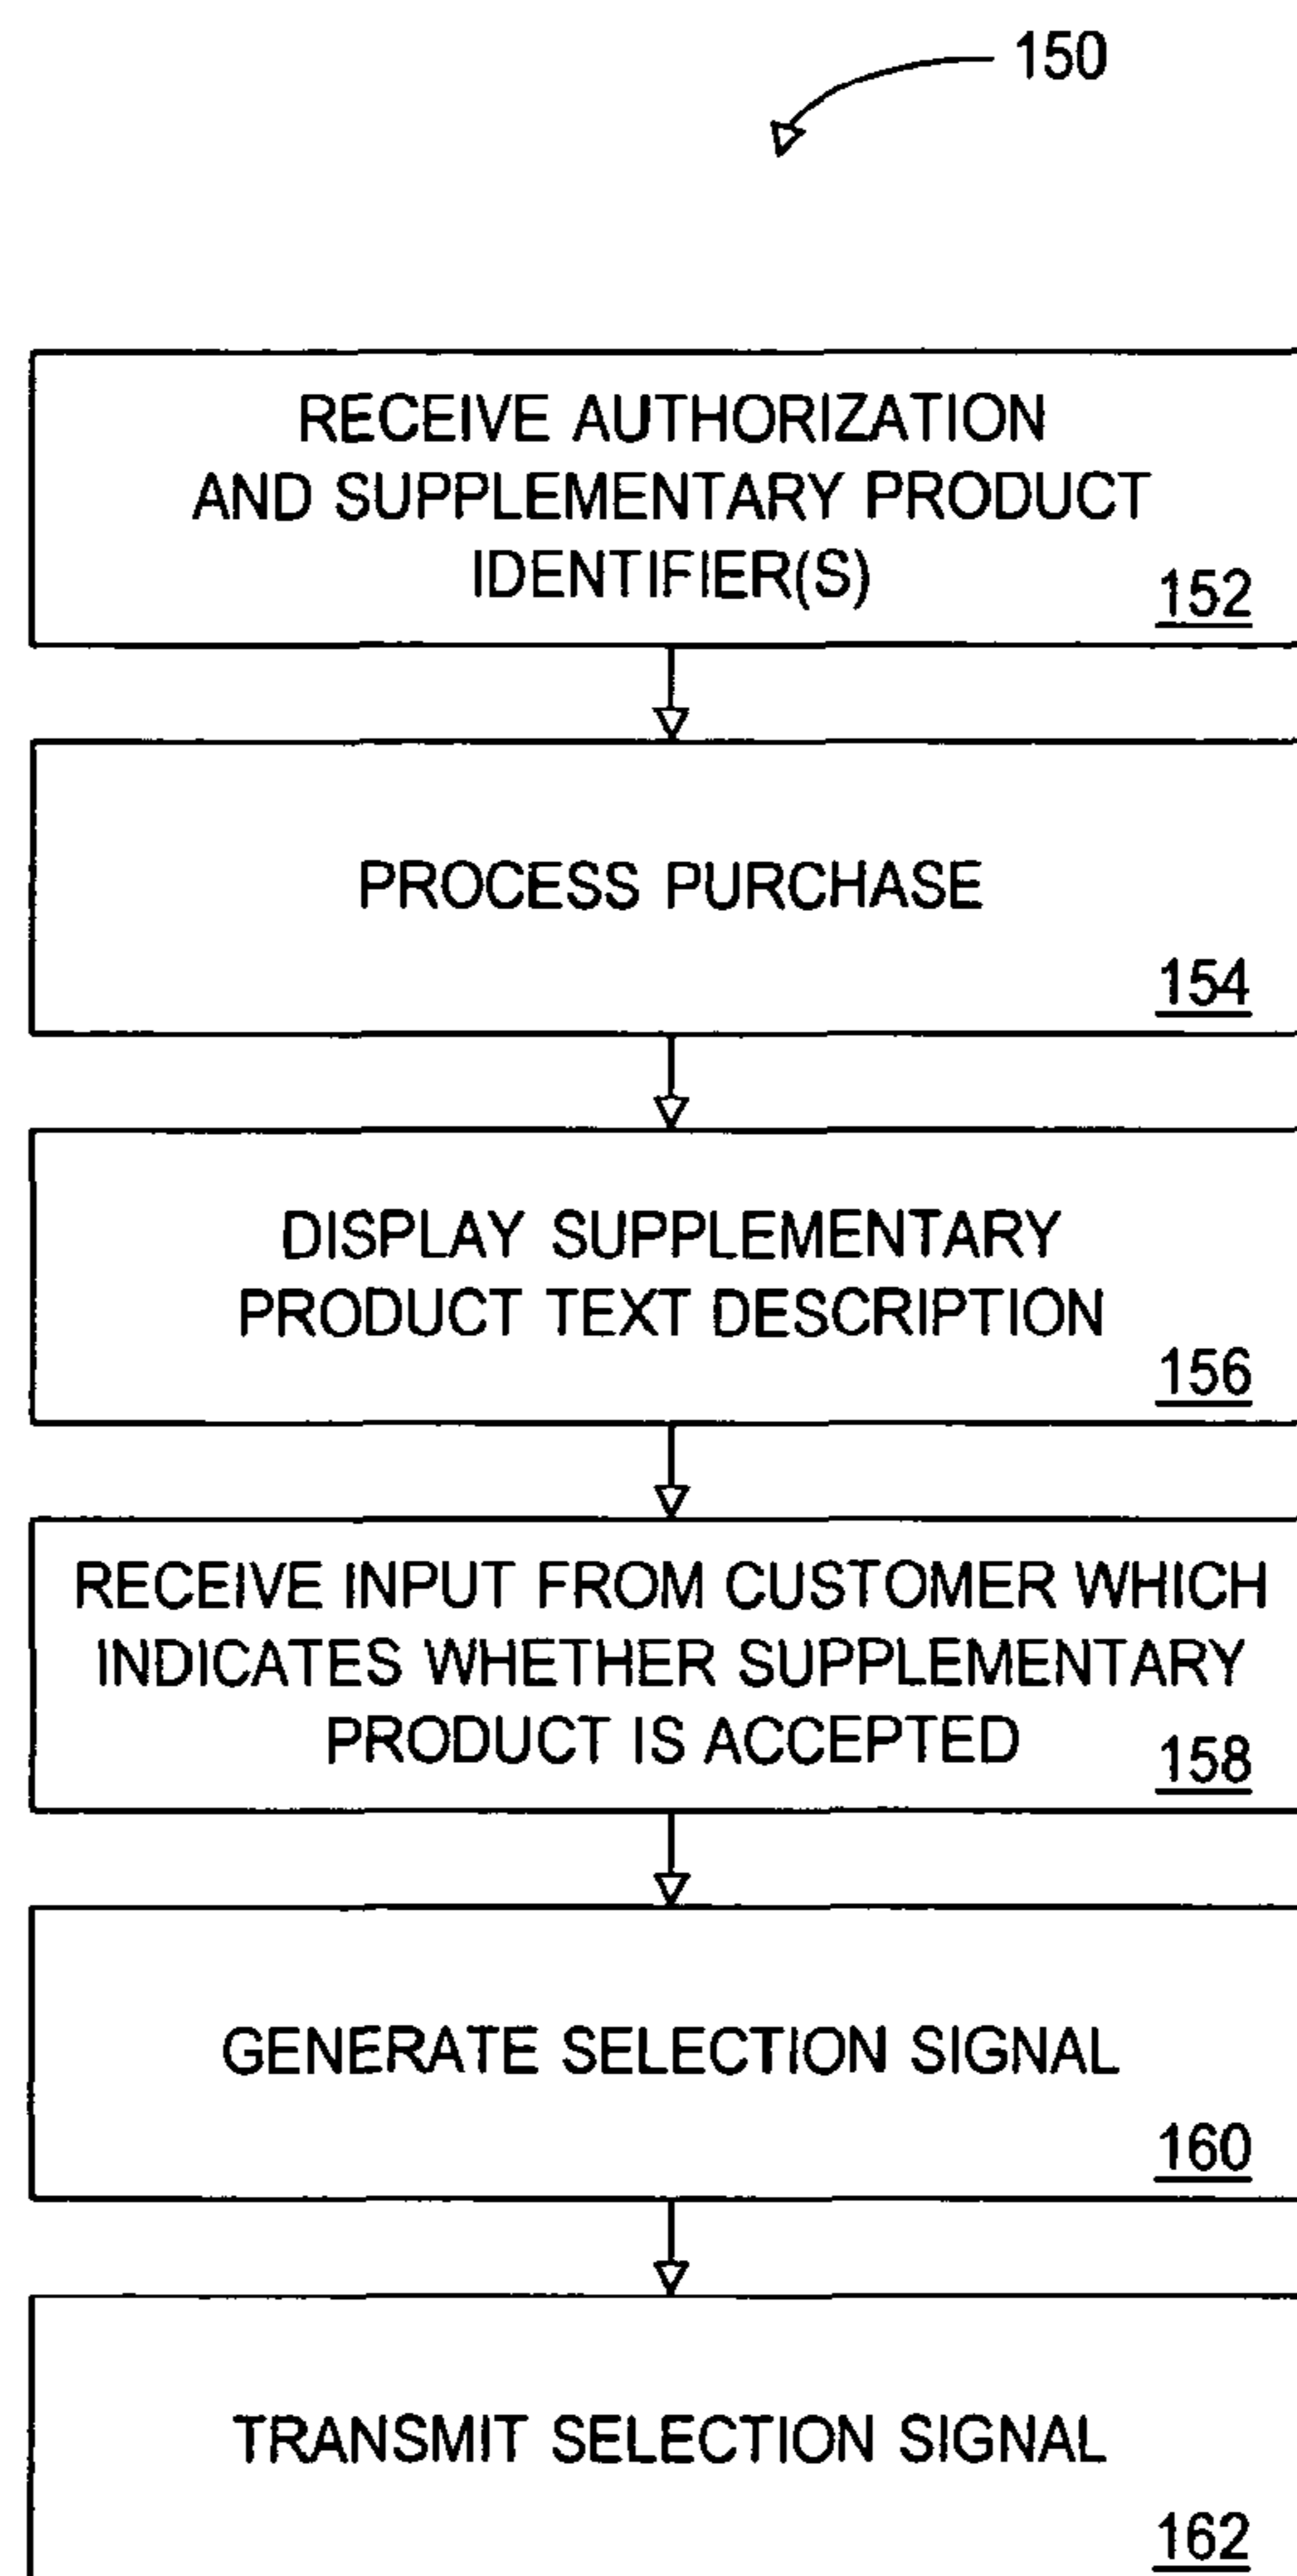 150
RECEIVE AUTHORIZATION
AND SUPPLEMENTARY PRODUCT
IDENTIFIER(S)
152
PROCESS PURCHASE
154
DISPLAY SUPPLEMENTARY
PRODUCT TEXT DESCRIPTION
156
RECEIVE INPUT FROM CUSTOMER WHICH
INDICATES WHETHER SUPPLEMENTARY
PRODUCT IS ACCEPTED
158
GENERATE SELECTION SIGNAL
160
TRANSMIT SELECTION SIGNAL
162